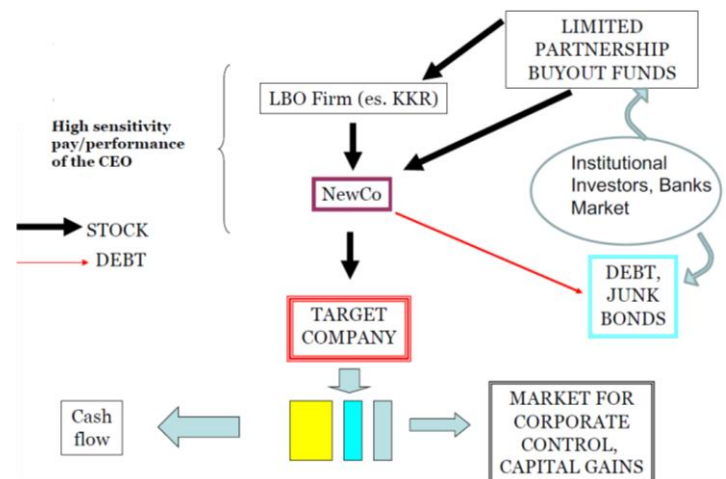 LIMITED
PARTNERSHIP
BUYOUT FUNDS
LBO Firm (es. KKR)
High sensitivity
pay/performance
of the CEO
Institutional
Investors, Banks
Market
NewCo
STOCK
DEBT
DEBT,
JUNK
BONDS
TARGET
COMPANY
Cash
flow
MARKET FOR
CORPORATE
CONTROL,
CAPITAL GAINS